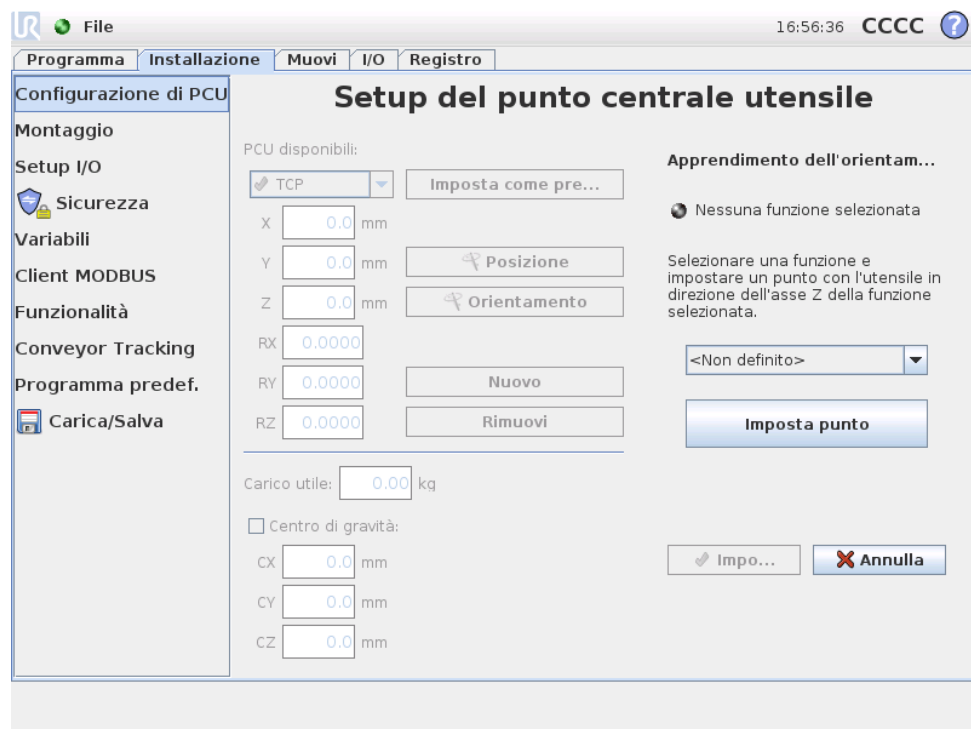 UR File 16:56:36 CCCC ?
Programma Installazione Muovi I/O Registro
Configurazione di PCU
Montaggio
Setup I/O
Sicurezza
Variabili
Client MODBUS
Funzionalità
Conveyor Tracking
Programma predef.
Carica/Salva
Setup del punto centrale utensile
PCU disponibili:
TCP Imposta come pre...
X 0.0 mm
Y 0.0 mm Posizione
Z 0.0 mm Orientamento
RX 0.0000
RY 0.0000 Nuovo
RZ 0.0000 Rimuovi
Carico utile: 0.00 kg
Centro di gravità:
CX 0.0 mm
CY 0.0 mm
CZ 0.0 mm
Apprendimento dell'orientam...
Nessuna funzione selezionata
Selezionare una funzione e
impostare un punto con l'utensile in
direzione dell'asse Z della funzione
selezionata.
<Non definito>
Imposta punto
Impo... Annulla